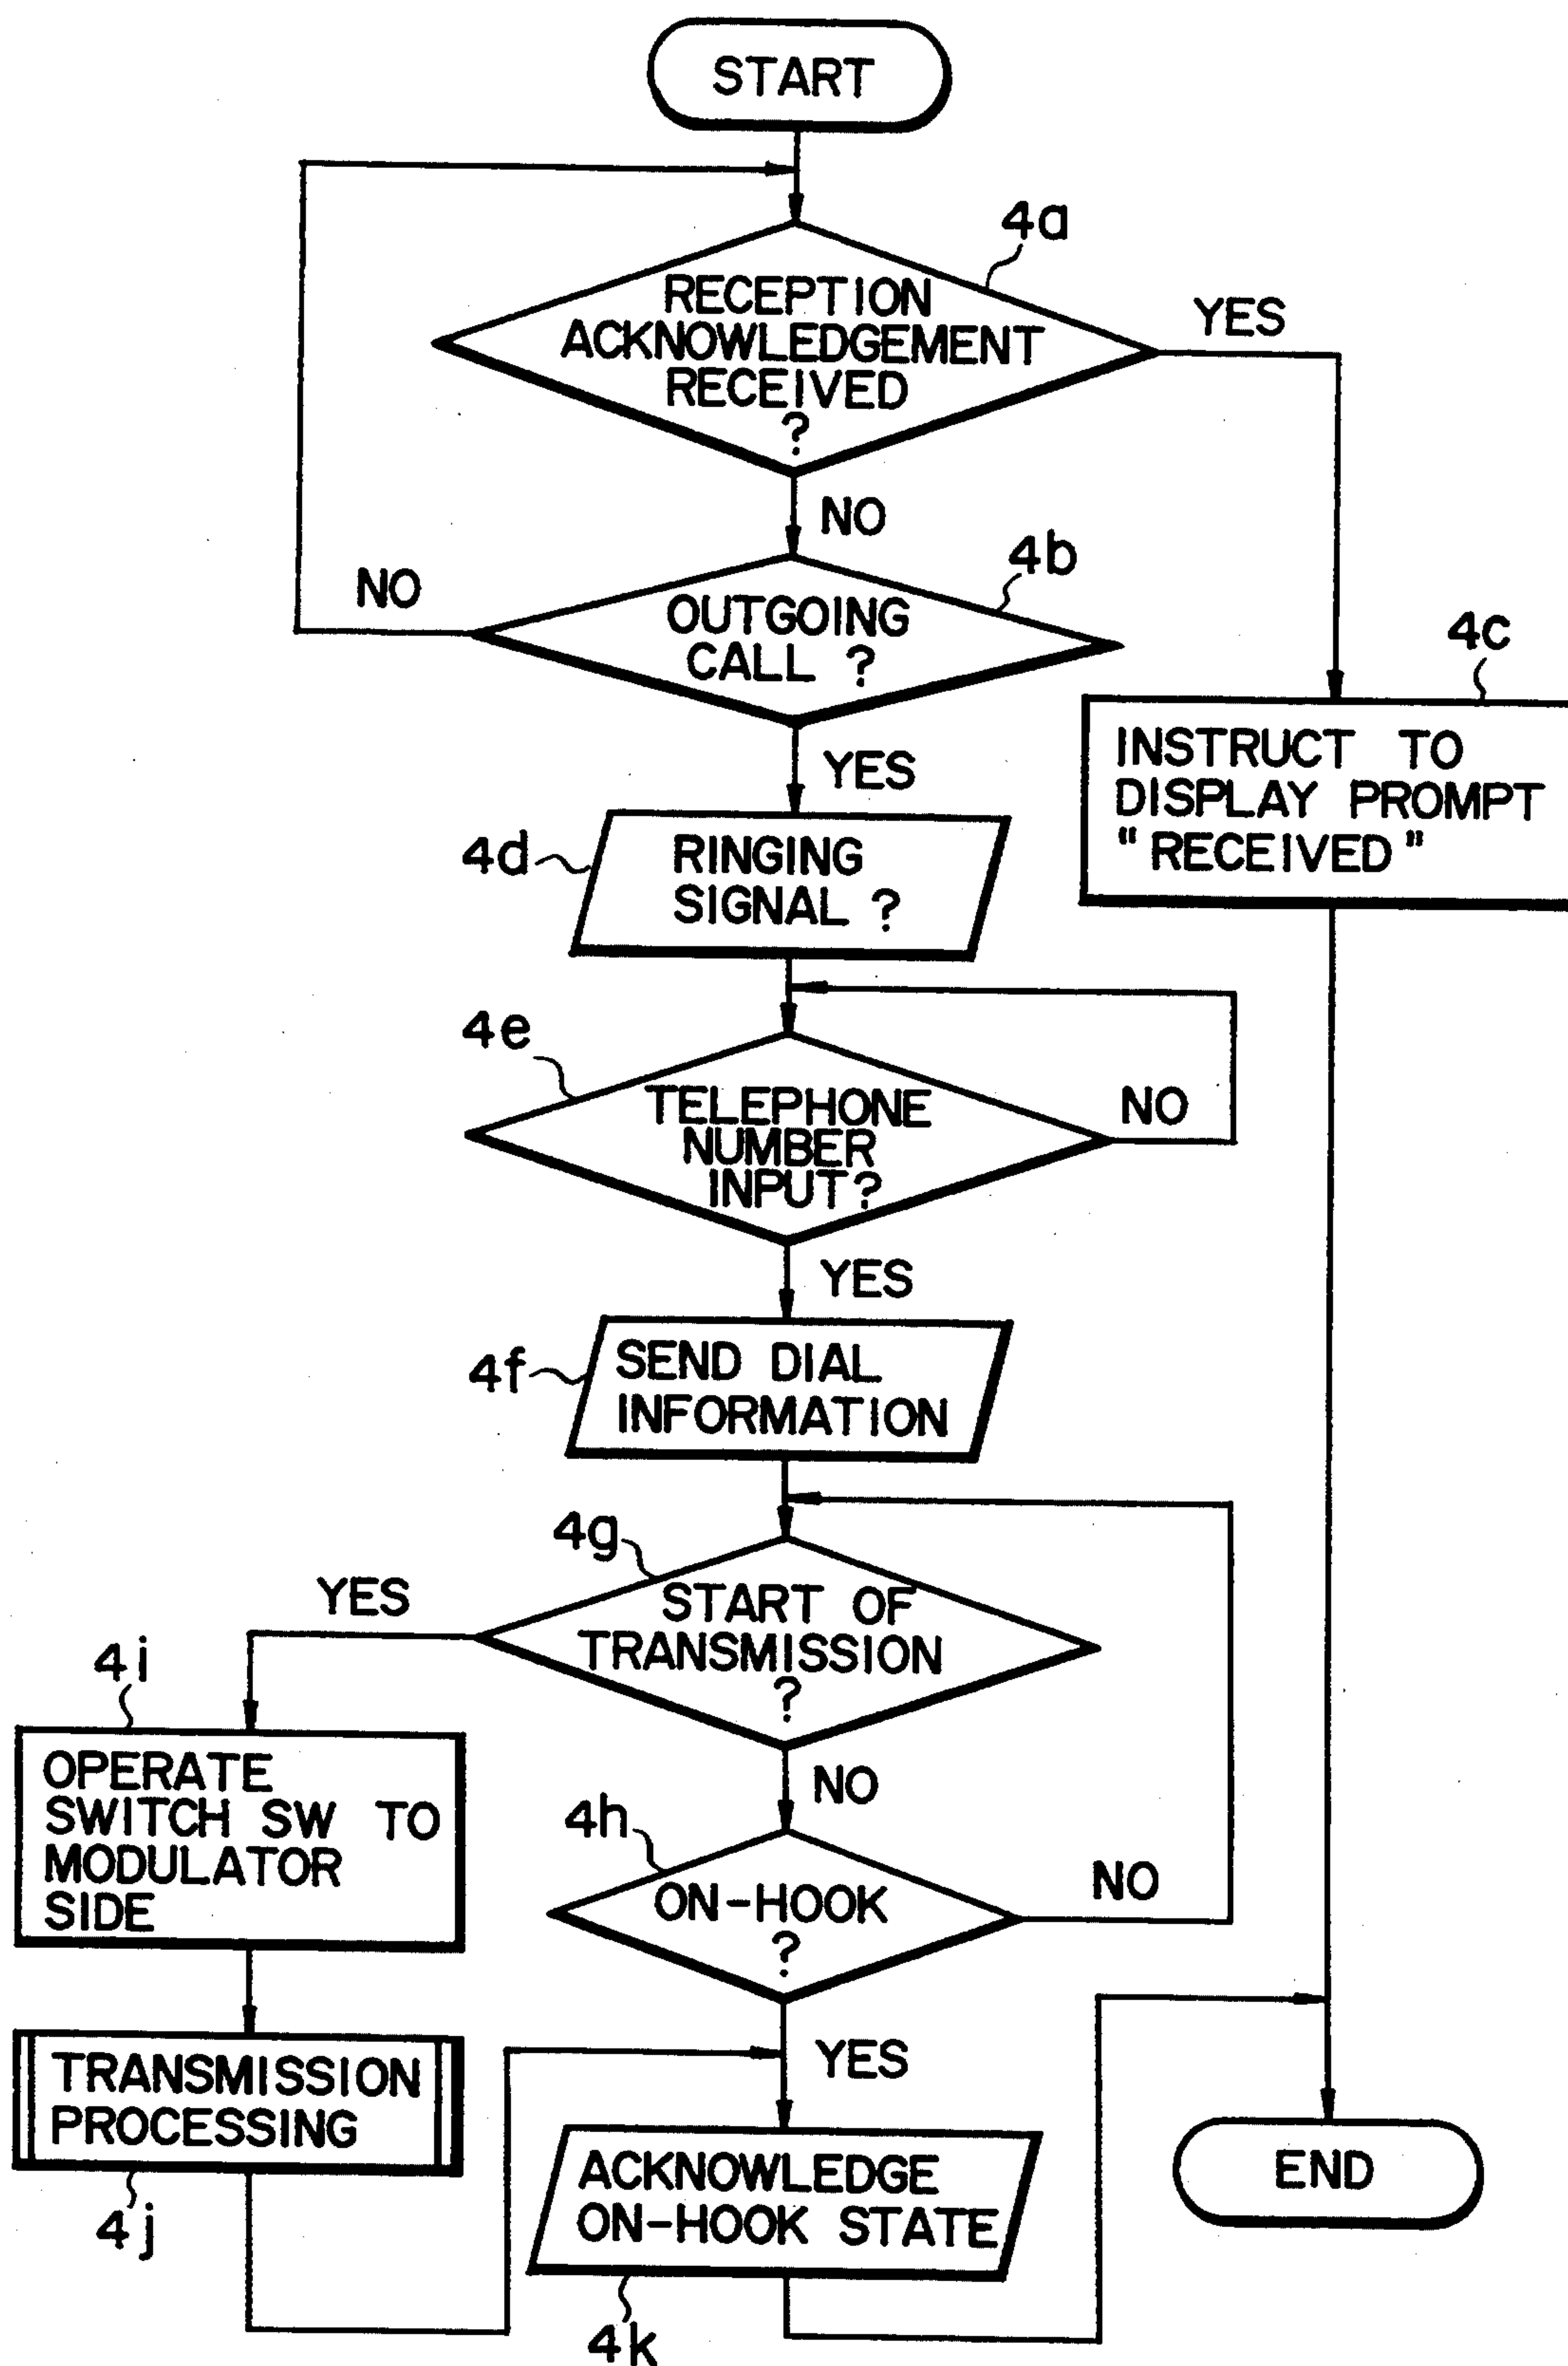 START
4a
RECEPTION
ACKNOWLEDGEMENT
RECEIVED
?
YES
NO
4b
OUTGOING
CALL ?
NO
YES
4c
INSTRUCT TO
DISPLAY PROMPT
"RECEIVED"
4d
RINGING
SIGNAL ?
4e
TELEPHONE
NUMBER
INPUT?
NO
YES
4f
SEND DIAL
INFORMATION
4g
START OF
TRANSMISSION
?
YES
NO
4i
OPERATE
SWITCH SW TO
MODULATOR
SIDE
4h
ON-HOOK
?
NO
YES
TRANSMISSION
PROCESSING
4j
ACKNOWLEDGE
ON-HOOK STATE
4k
END